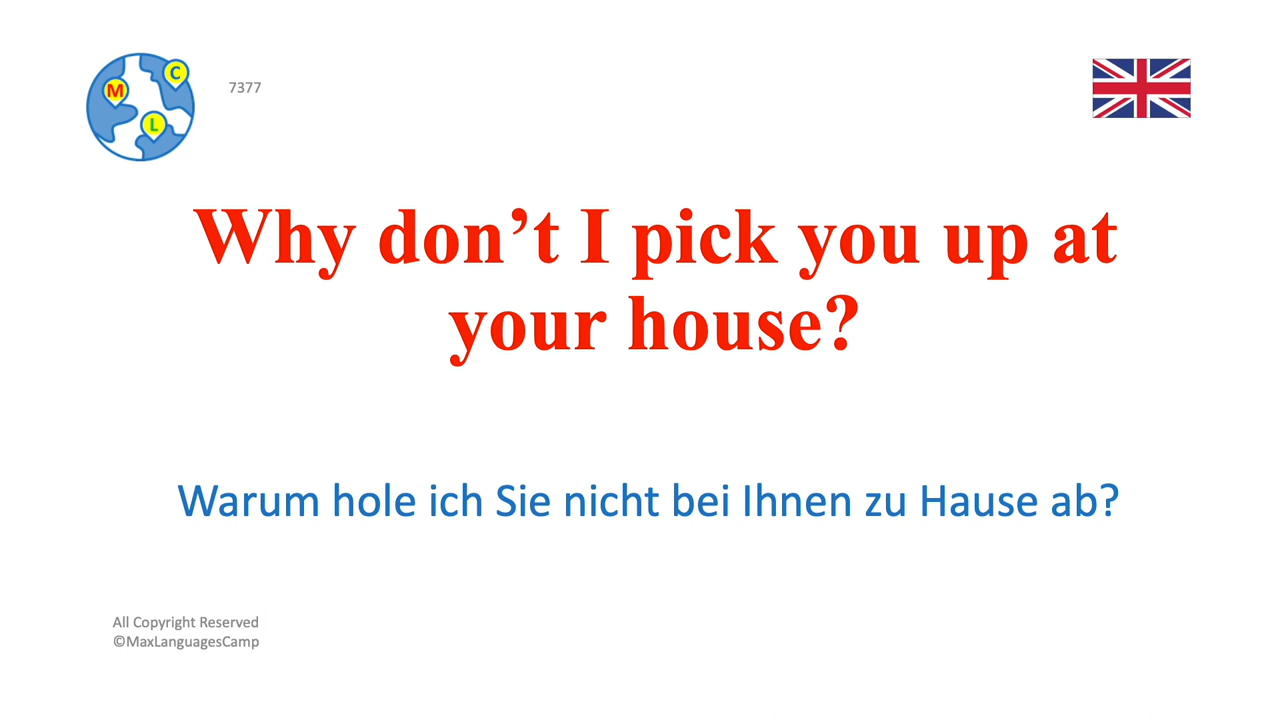 C
M
L
7377
Why don’t I pick you up at
your house?
Warum hole ich Sie nicht bei Ihnen zu Hause ab?
All Copyright Reserved
©MaxLanguagesCamp